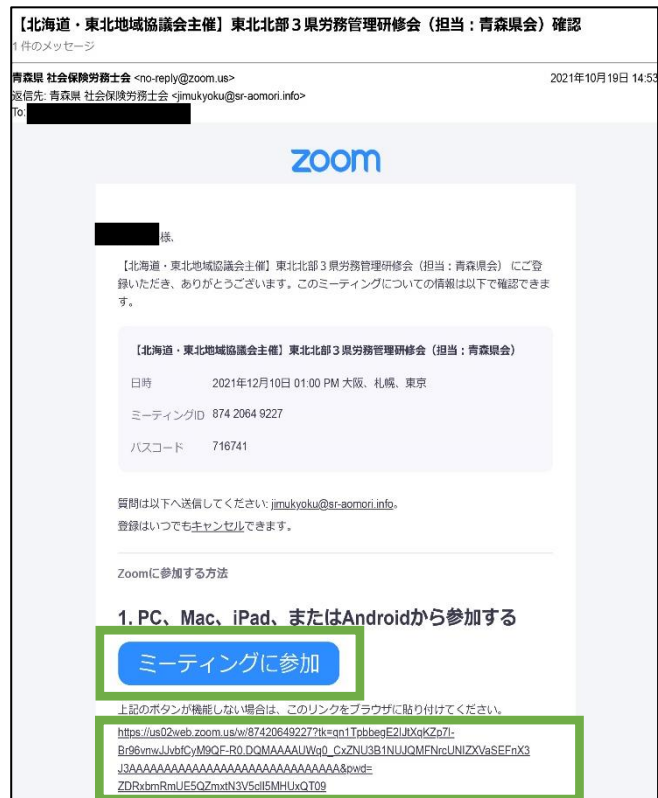 【北海道・東北地域協議会主催】東北北部３県労務管理研修会（担当：青森県会）確認
1 件のメッセージ
青森県 社会保険労務士会 <no-reply@zoom.us>
2021年10月19日 14:53
返信先: 青森県 社会保険労務士会 <jimukyoku@sr-aomori.info>
To:
zoom
様、
【北海道・東北地域協議会主催】東北北部３県労務管理研修会（担当：青森県会） にご登
録いただき、ありがとうございます。このミーティングについての情報は以下で確認できま
す。
【北海道・東北地域協議会主催】東北北部３県労務管理研修会（担当：青森県会）
日時 2021年12月10日 01:00 PM 大阪、札幌、東京
ミーティングID 874 2064 9227
パスコード 716741
質問は以下へ送信してください: jimukyoku@sr-aomori.info。
登録はいつでもキャンセルできます。
Zoomに参加する方法
1. PC、Mac、iPad、またはAndroidから参加する
ミーティングに参加
上記のボタンが機能しない場合は、このリンクをブラウザに貼り付けてください。
https://us02web.zoom.us/w/87420649227?tk=qn1TpbbegE2lJtXqKZp7l-
Br96vnwJJvbfCyM9QF-R0.DQMAAAAUWq0_CxZNU3B1NUJQMFNrcUNIZXVaSEFnX3
J3AAAAAAAAAAAAAAAAAAAAAAAAAAAAAA&pwd=
ZDRxbmRmUE5QZmxtN3V5clI5MHUxQT09